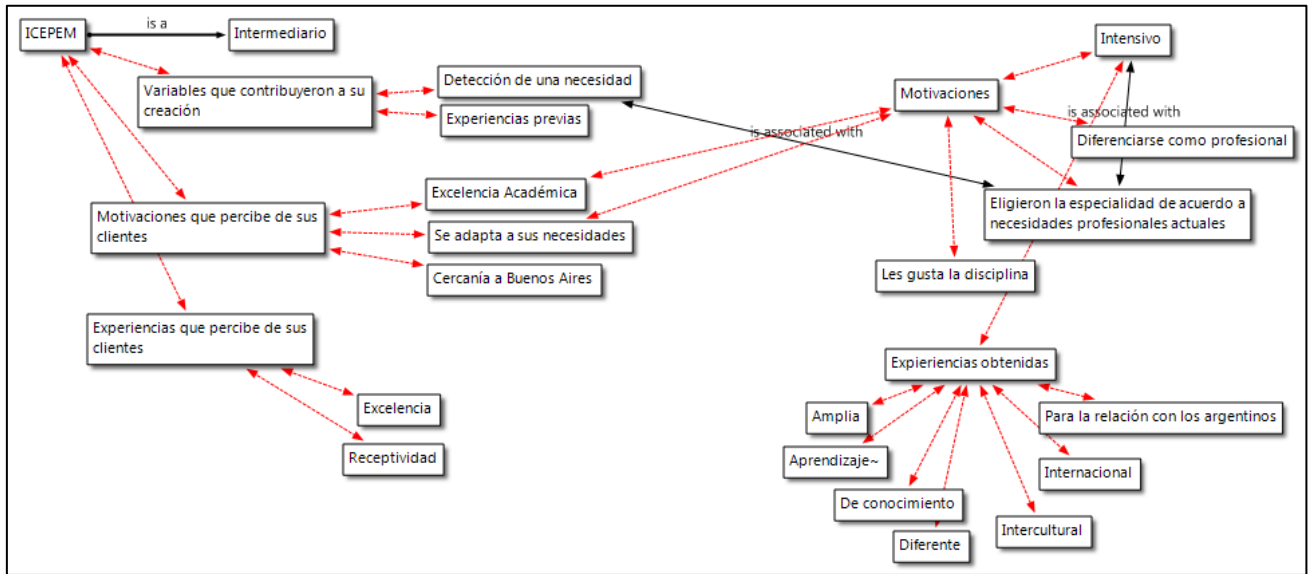 ICEPEM
is a
Intermediario
Variables que contribuyeron a su
creación
Detección de una necesidad
Experiencias previas
Motivaciones que percibe de sus
clientes
Excelencia Académica
Se adapta a sus necesidades
Cercanía a Buenos Aires
Experiencias que percibe de sus
clientes
Excelencia
Receptividad
Intensivo
Motivaciones
is associated with
is associated with
Diferenciarse como profesional
Eligieron la especialidad de acuerdo a
necesidades profesionales actuales
Les gusta la disciplina
Expieriencias obtenidas
Amplia
Aprendizaje~
De conocimiento
Diferente
Intercultural
Internacional
Para la relación con los argentinos